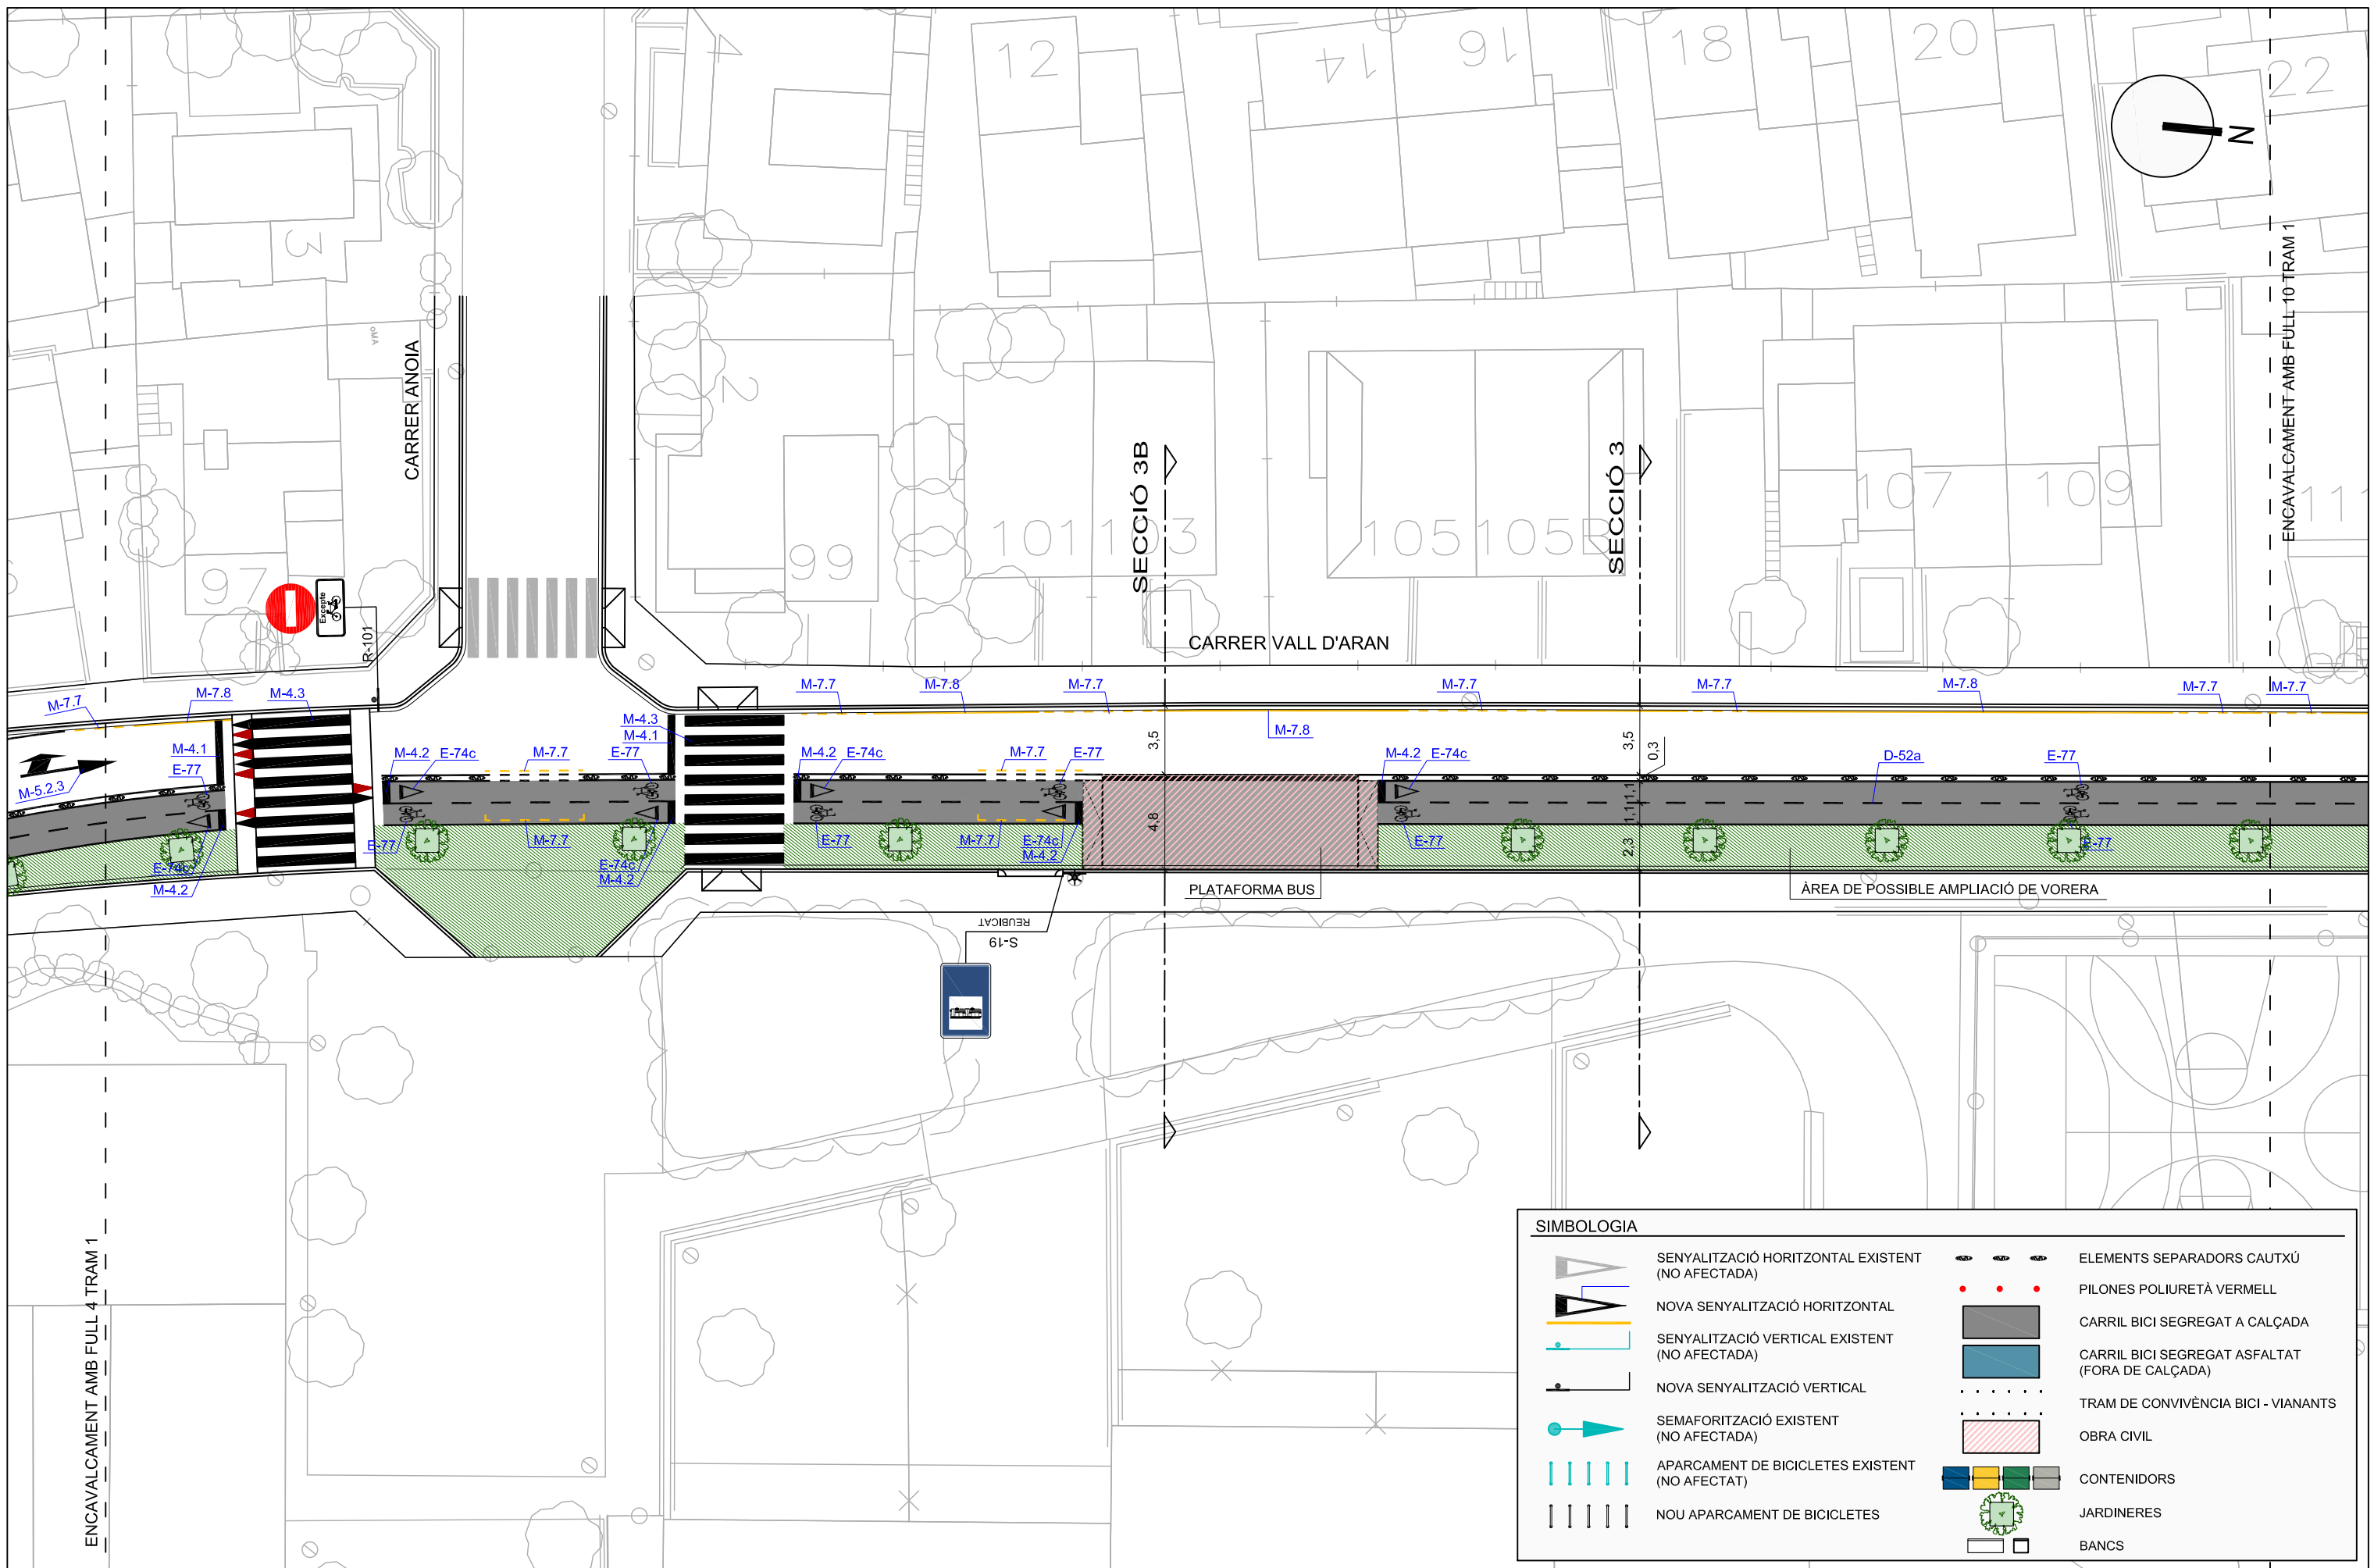 4
12
14
16
18
20
22
N
3
CARRER ANOIA
2
97
99
101
103
105
105B
107
109
111
SECCIÓ 3B
SECCIÓ 3
ENCAVALCAMENT AMB FULL 10 TRAM 1
Excepte
R-101
CARRER VALL D'ARAN
M-7.7
M-7.8
M-4.3
M-4.1
E-77
M-5.2.3
E-74c
M-4.2
M-4.2
E-74c
M-7.7
E-77
M-4.3
M-4.1
E-77
M-7.7
E-74c
M-4.2
M-7.7
M-7.8
M-7.7
M-4.2
E-74c
M-7.7
E-77
E-77
M-7.7
E-74c
M-4.2
3,5
4,8
M-7.8
M-7.7
M-7.7
M-7.8
M-7.7
M-7.7
M-4.2
E-74c
E-77
3,5
0,3
1,1
1,1
2,3
D-52a
E-77
E-77
PLATAFORMA BUS
ÀREA DE POSSIBLE AMPLIACIÓ DE VORERA
REUBICAT
S-19
ENCAVALCAMENT AMB FULL 4 TRAM 1
SIMBOLOGIA
SENYALITZACIÓ HORITZONTAL EXISTENT
(NO AFECTADA)
NOVA SENYALITZACIÓ HORITZONTAL
SENYALITZACIÓ VERTICAL EXISTENT
(NO AFECTADA)
NOVA SENYALITZACIÓ VERTICAL
SEMAFORITZACIÓ EXISTENT
(NO AFECTADA)
APARCAMENT DE BICICLETES EXISTENT
(NO AFECTAT)
NOU APARCAMENT DE BICICLETES
ELEMENTS SEPARADORS CAUTXÚ
PILONES POLIURETÀ VERMELL
CARRIL BICI SEGREGAT A CALÇADA
CARRIL BICI SEGREGAT ASFALTAT
(FORA DE CALÇADA)
TRAM DE CONVIVÈNCIA BICI - VIANANTS
OBRA CIVIL
CONTENIDORS
JARDINERES
BANCS